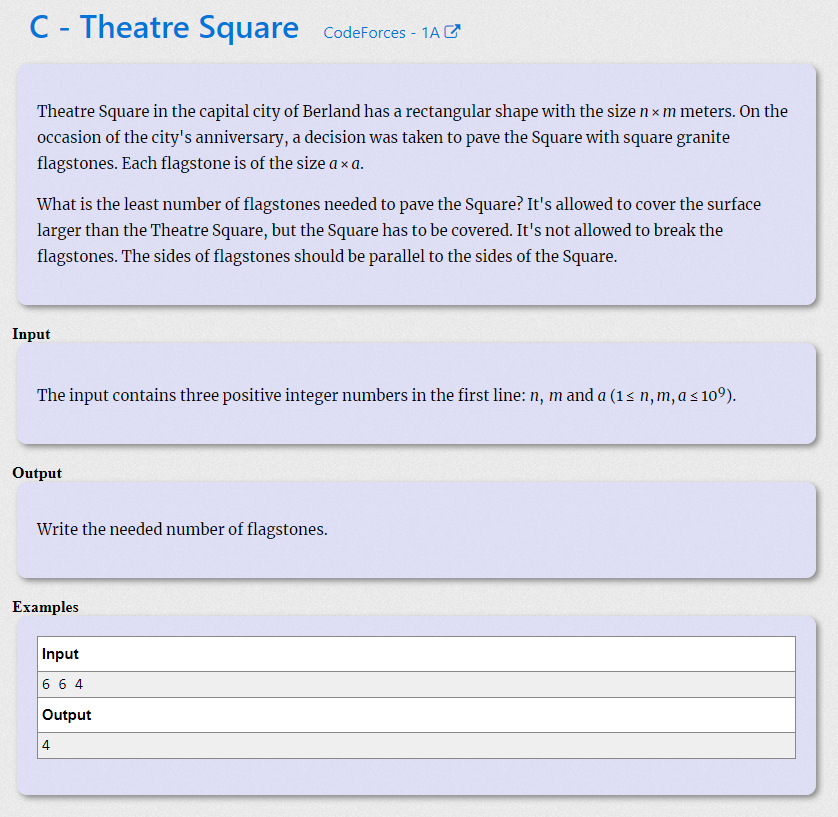 C - Theatre Square CodeForces - 1A
Theatre Square in the capital city of Berland has a rectangular shape with the size n × m meters. On the
occasion of the city's anniversary, a decision was taken to pave the Square with square granite
flagstones. Each flagstone is of the size a × a.
What is the least number of flagstones needed to pave the Square? It's allowed to cover the surface
larger than the Theatre Square, but the Square has to be covered. It's not allowed to break the
flagstones. The sides of flagstones should be parallel to the sides of the Square.
Input
The input contains three positive integer numbers in the first line: n, m and a (1 ≤ n, m, a ≤ 10⁹).
Output
Write the needed number of flagstones.
Examples
Input
6 6 4
Output
4